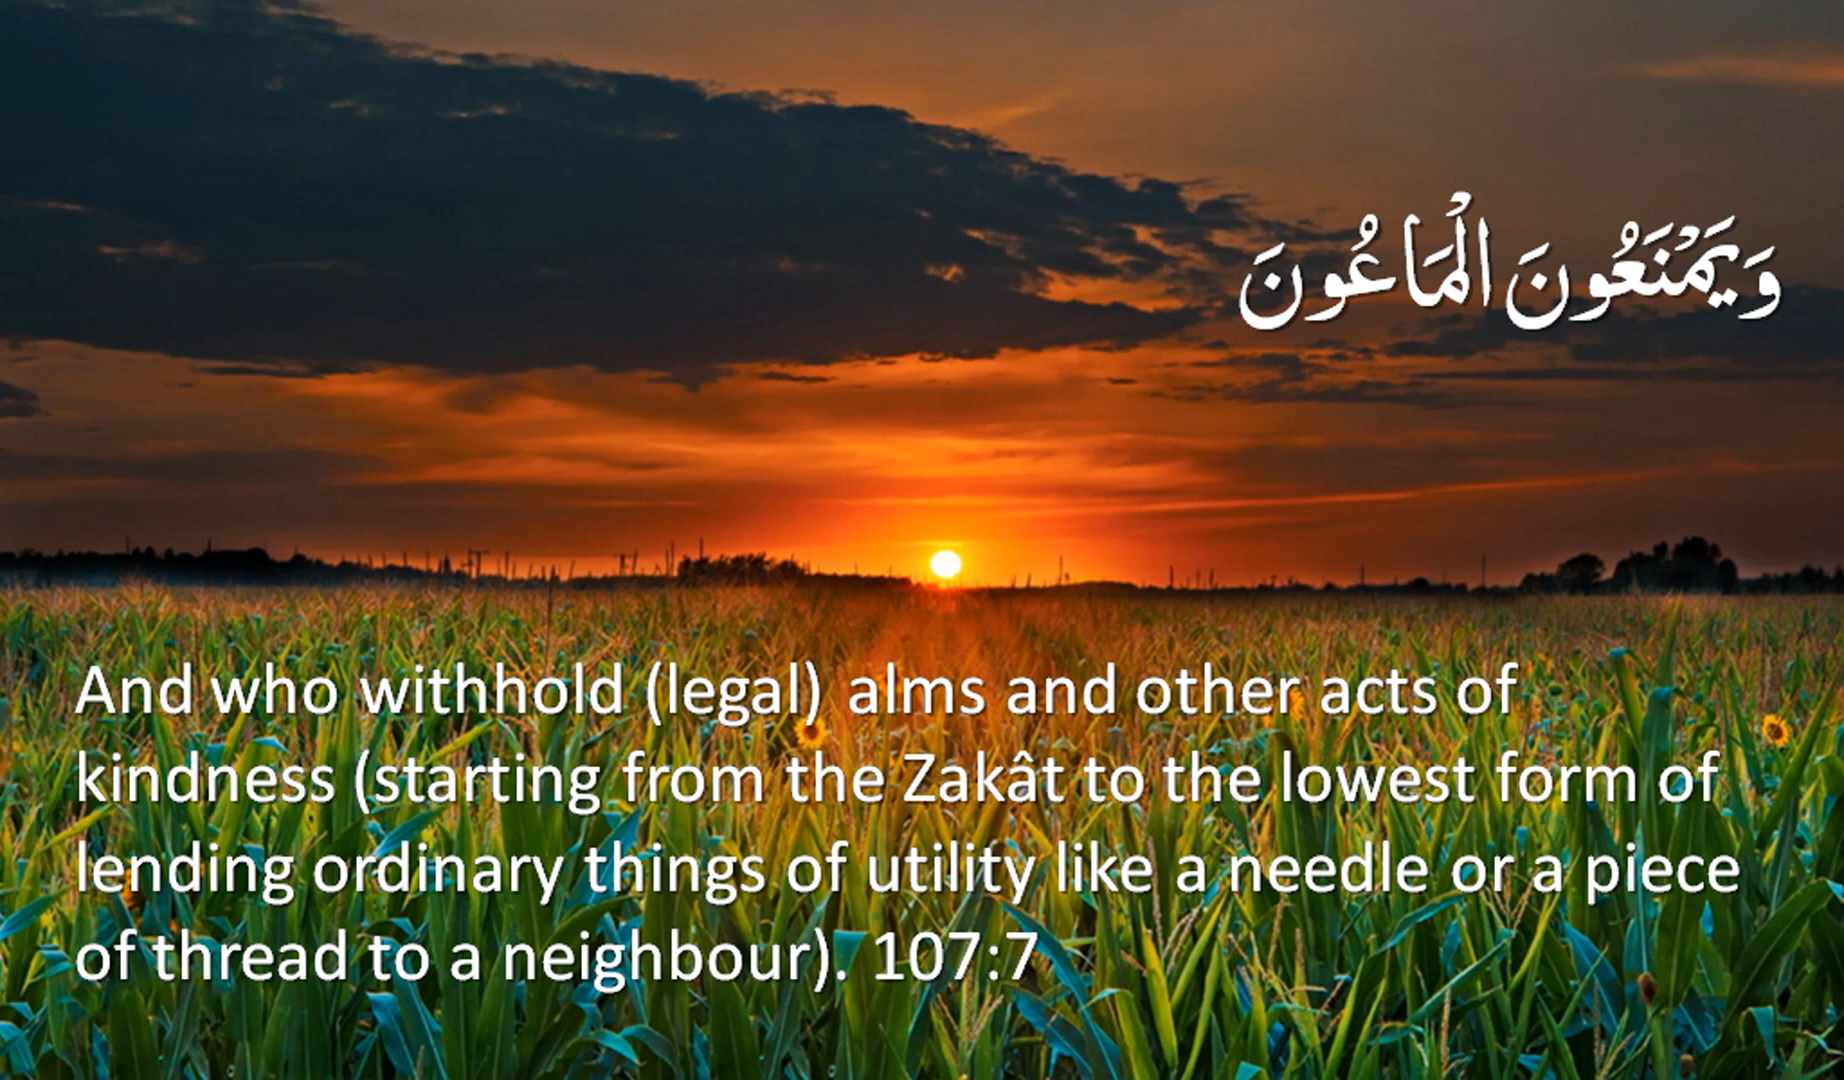 وَيَمْنَعُونَ الْمَاعُونَ
And who withhold (legal) alms and other acts of
kindness (starting from the Zakât to the lowest form of
lending ordinary things of utility like a needle or a piece
of thread to a neighbour). 107:7